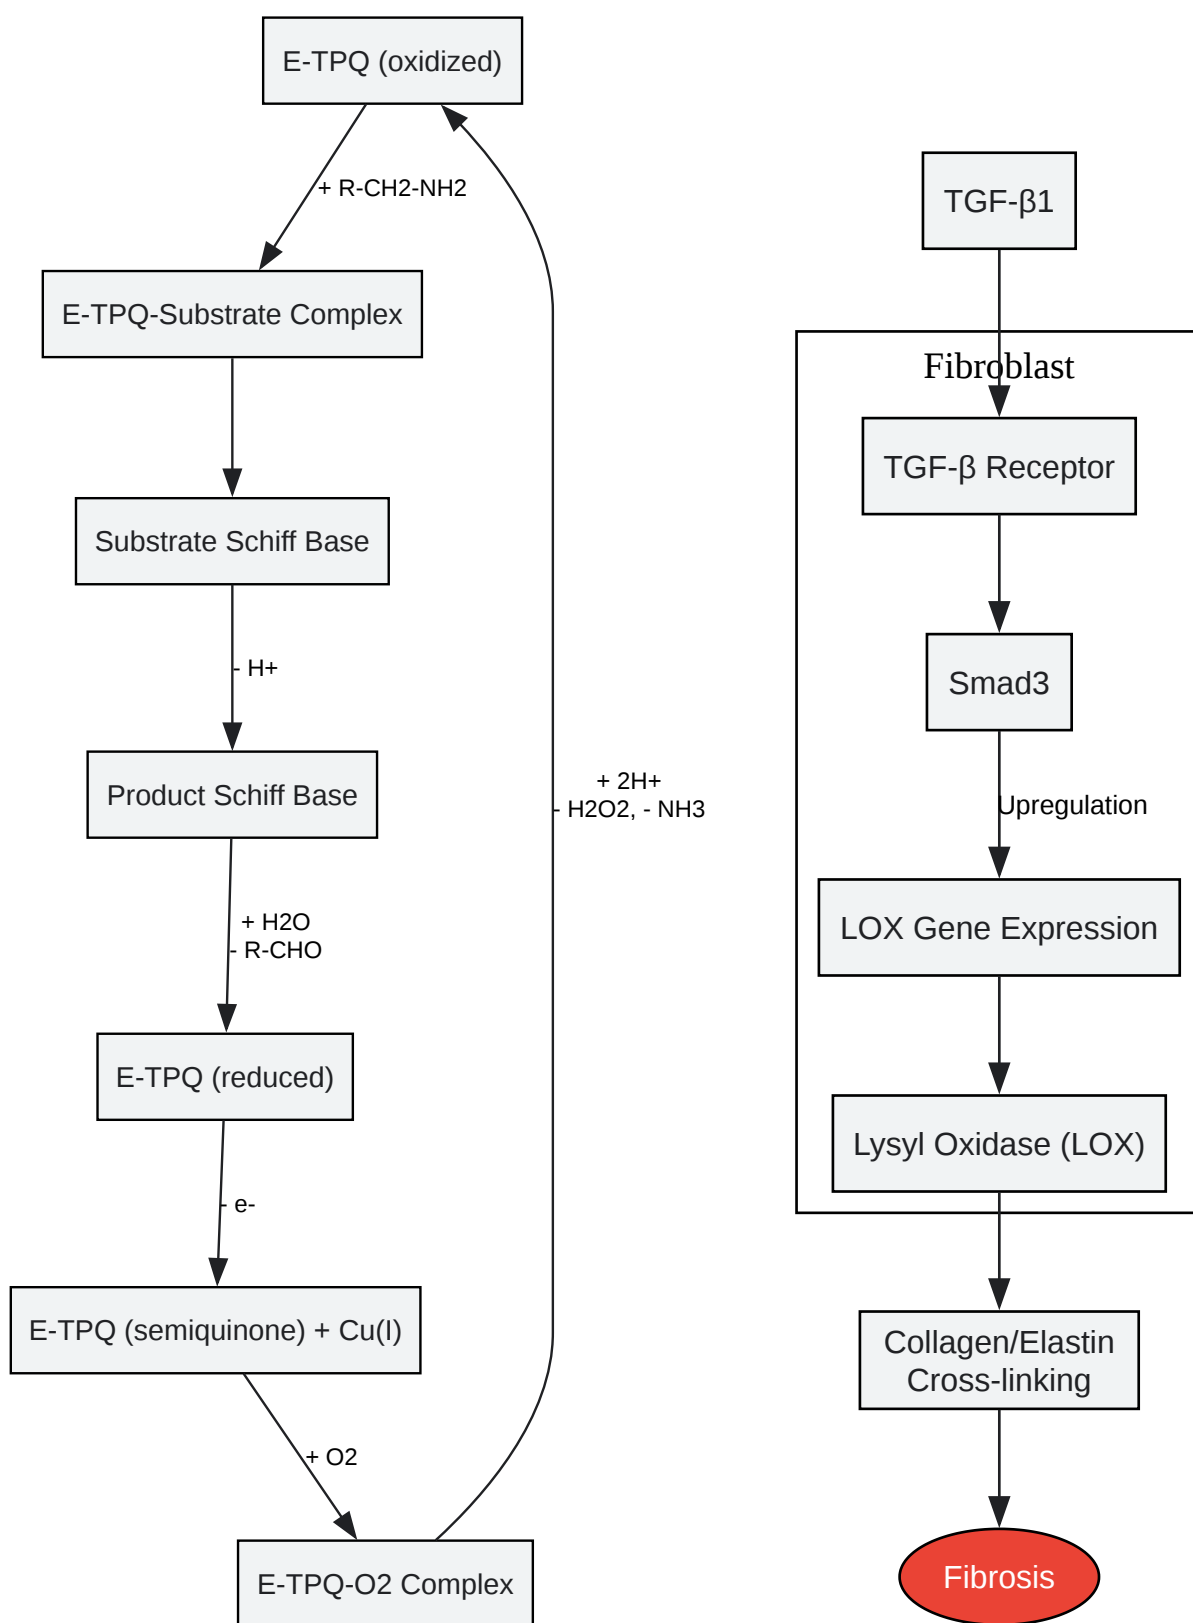 E-TPQ (oxidized)
+ R-CH2-NH2
E-TPQ-Substrate Complex
Substrate Schiff Base
- H+
Product Schiff Base
+ H2O
- R-CHO
E-TPQ (reduced)
- e-
E-TPQ (semiquinone) + Cu(I)
+ O2
E-TPQ-O2 Complex
+ 2H+
- H2O2, - NH3
TGF-β1
Fibroblast
TGF-β Receptor
Smad3
Upregulation
LOX Gene Expression
Lysyl Oxidase (LOX)
Collagen/Elastin
Cross-linking
Fibrosis